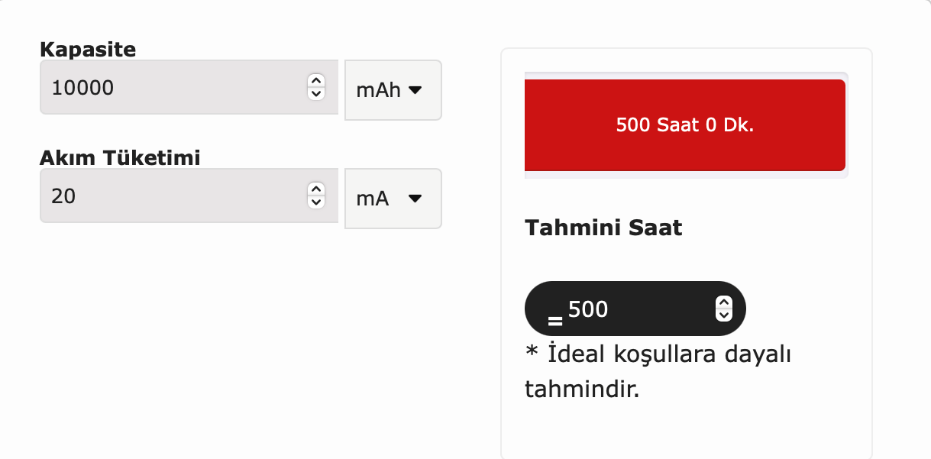 Kapasite
10000
mAh
Akım Tüketimi
20
mA
500 Saat 0 Dk.
Tahmini Saat
= 500
* İdeal koşullara dayalı
tahmindir.